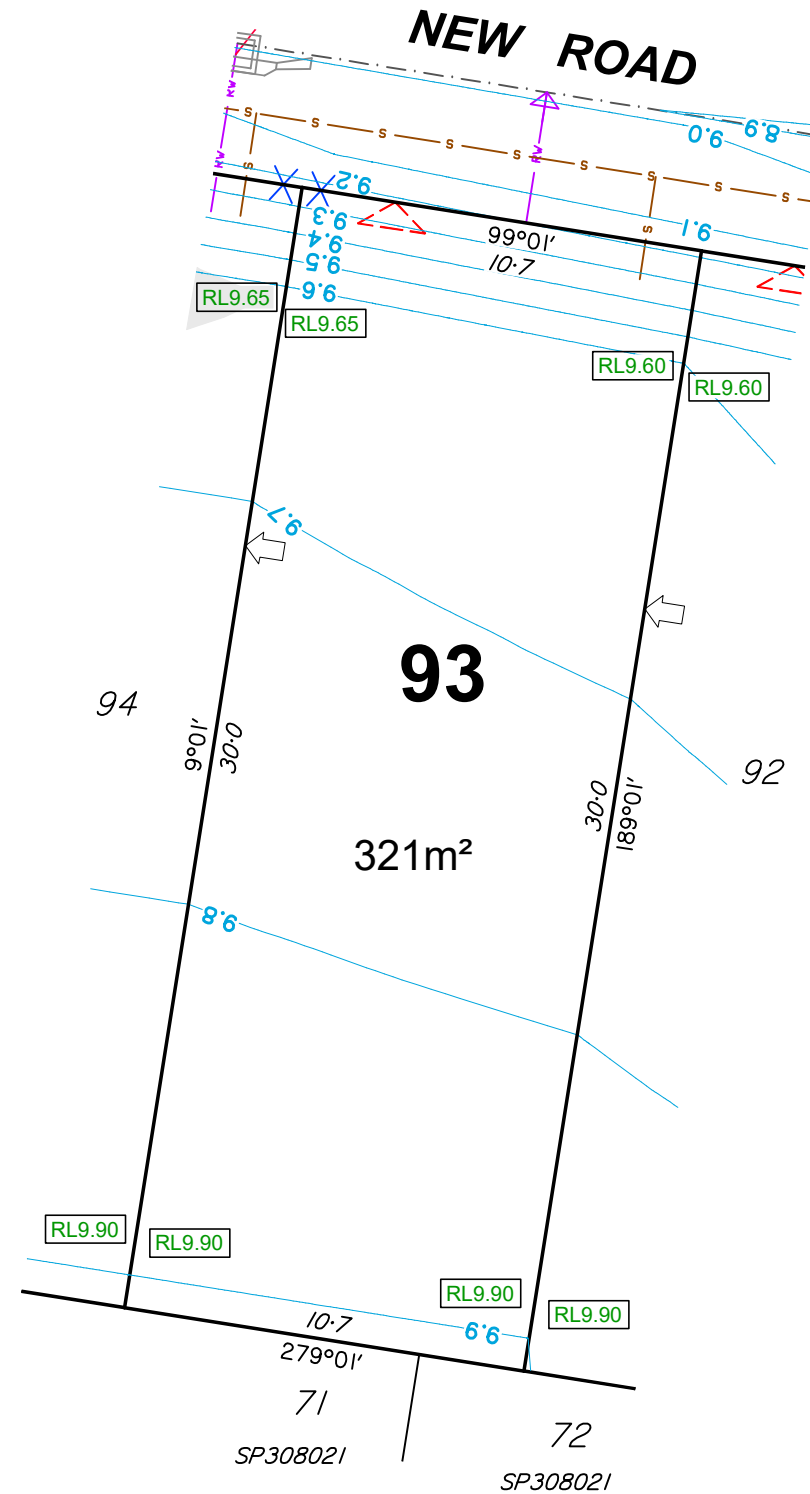 NEW ROAD
RW
S
S
S
S
S
S
S
S
S
8.9
9.0
RW
RW
S
9.2
9.3
9.1
99°01'
S
9.4
10·7
9.5
9.6
RL9.65
RL9.65
RL9.60
RL9.60
9.7
93
94
9°01'
30·0
92
30·0
189°01'
321m²
9.8
RL9.90
RL9.90
RL9.90
RL9.90
10·7
9.9
279°01'
71
72
SP308021
SP308021